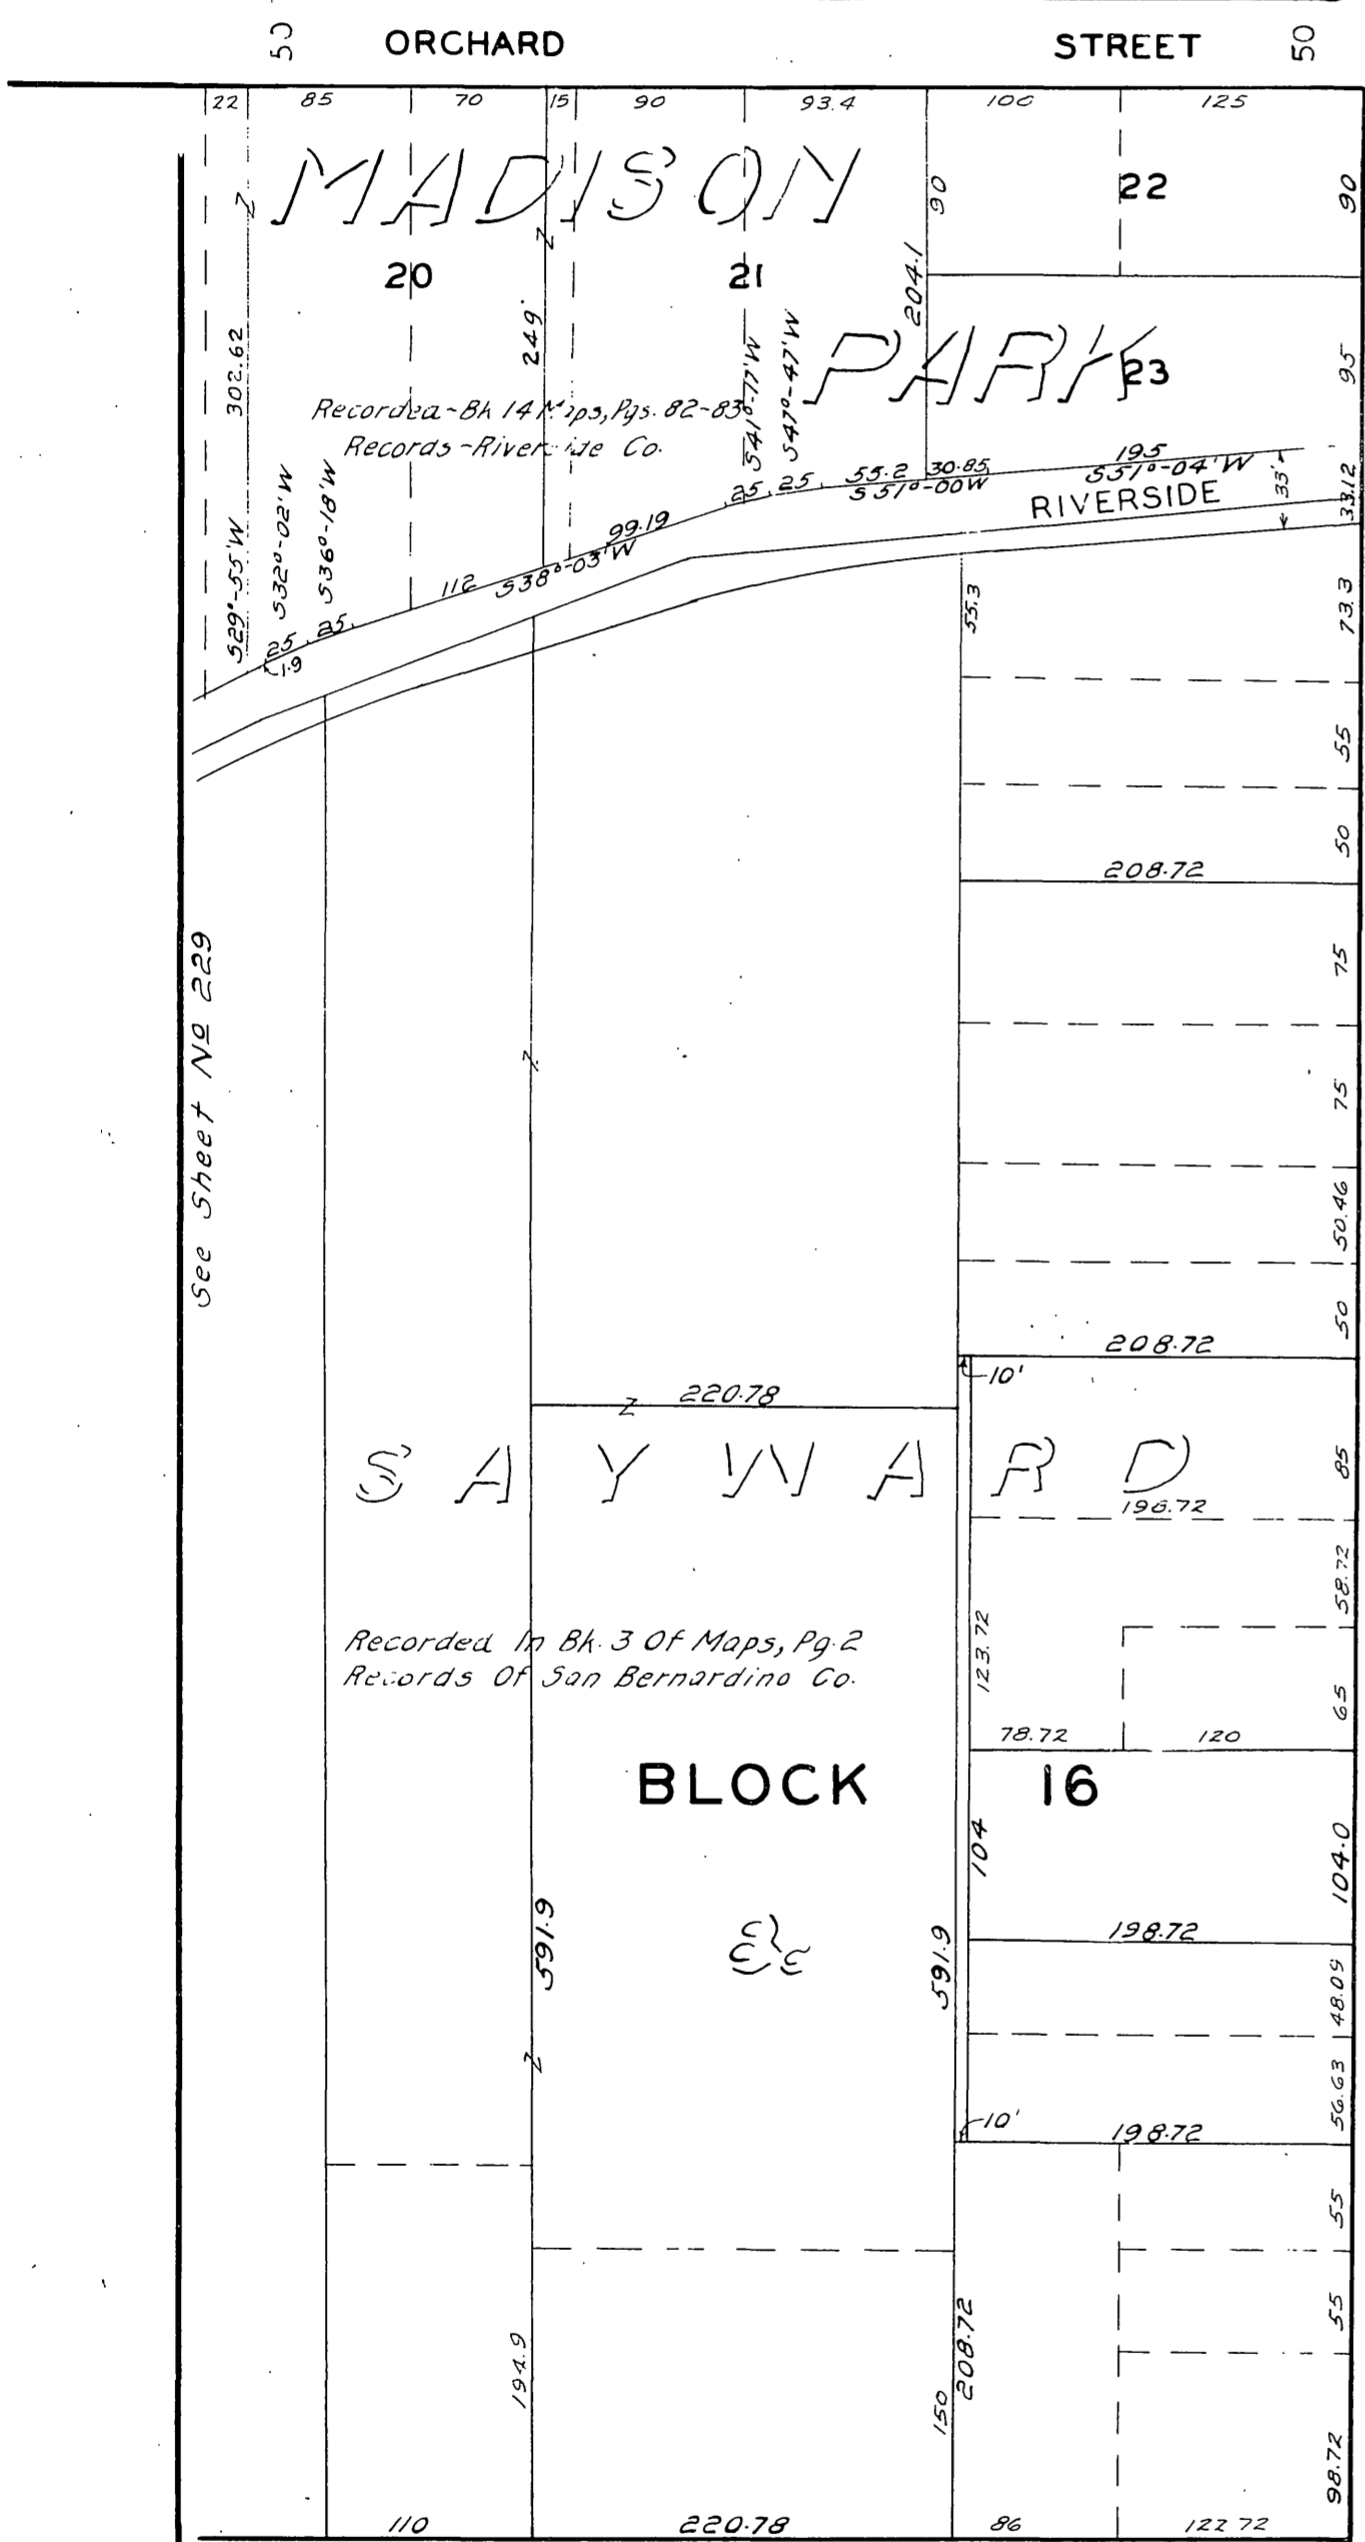 50 ORCHARD STREET 50
22 85 70 15 90 93.4 100 125
MADISON
90
22
90
20
21
204.1
302.62
249'
PARK
23
95
Recorded-Bk 14 Maps, Pgs. 82-83
Records-Riverside Co.
S41°-17'W
S47°-47'W
S29°-55'W
S32°-02'W
S36°-18'W
25 25 55.2 30.85 195
S51°-00W
S51°-04'W
RIVERSIDE
33'
33.12
99.19
112
S38°-03'W
25 25
1.9
55.3
73.3
55
50
208.72
75
See Sheet No 229
75
50.46
50
208.72
10'
220.78
SAYWARD
85
196.72
58.72
123.72
Recorded In Bk. 3 Of Maps, Pg. 2
Records Of San Bernardino Co.
65
78.72 120
BLOCK 16
104
104.0
591.9
591.9
198.72
48.09
56.63
10'
198.72
55
55
194.9
208.72
150
98.72
110 220.78 86 122.72